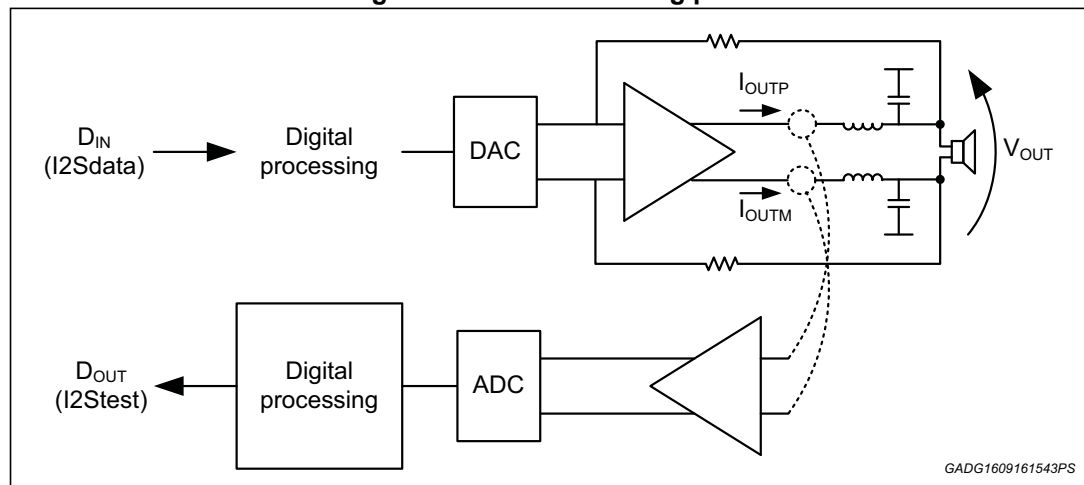 I_OUTP
D_IN
(I2Sdata)
Digital
processing
DAC
V_OUT
I_OUTM
D_OUT
(I2Stest)
Digital
processing
ADC
GADG1609161543PS